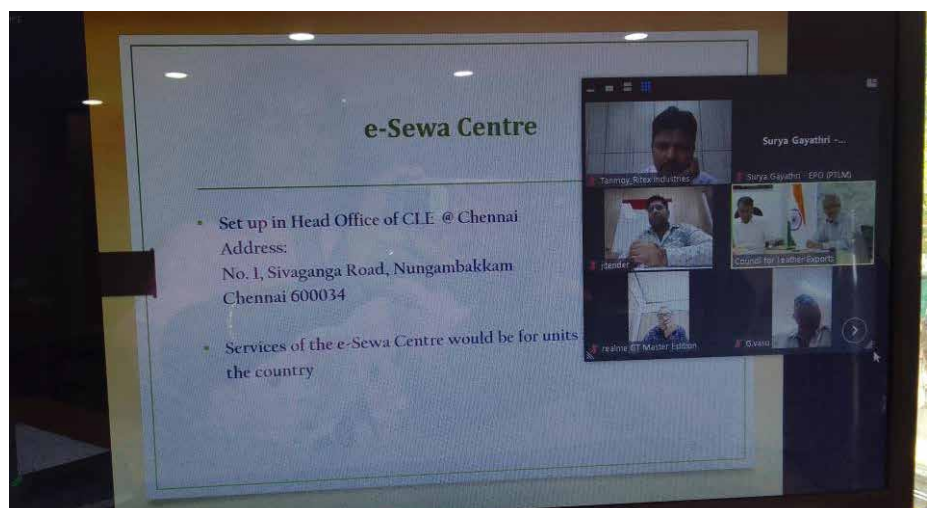 e-Sewa Centre
Set up in Head Office of CLE @ Chennai
Address:
No. 1, Sivaganga Road, Nungambakkam
Chennai 600034
Services of the e-Sewa Centre would be for units
the country
Surya Gayathri -...
Tanmoy_Ritex Industries
Surya Gayathri - EPO (PTLM)
jtender
Council for Leather Exports
realme GT Master Edition
G.vasu